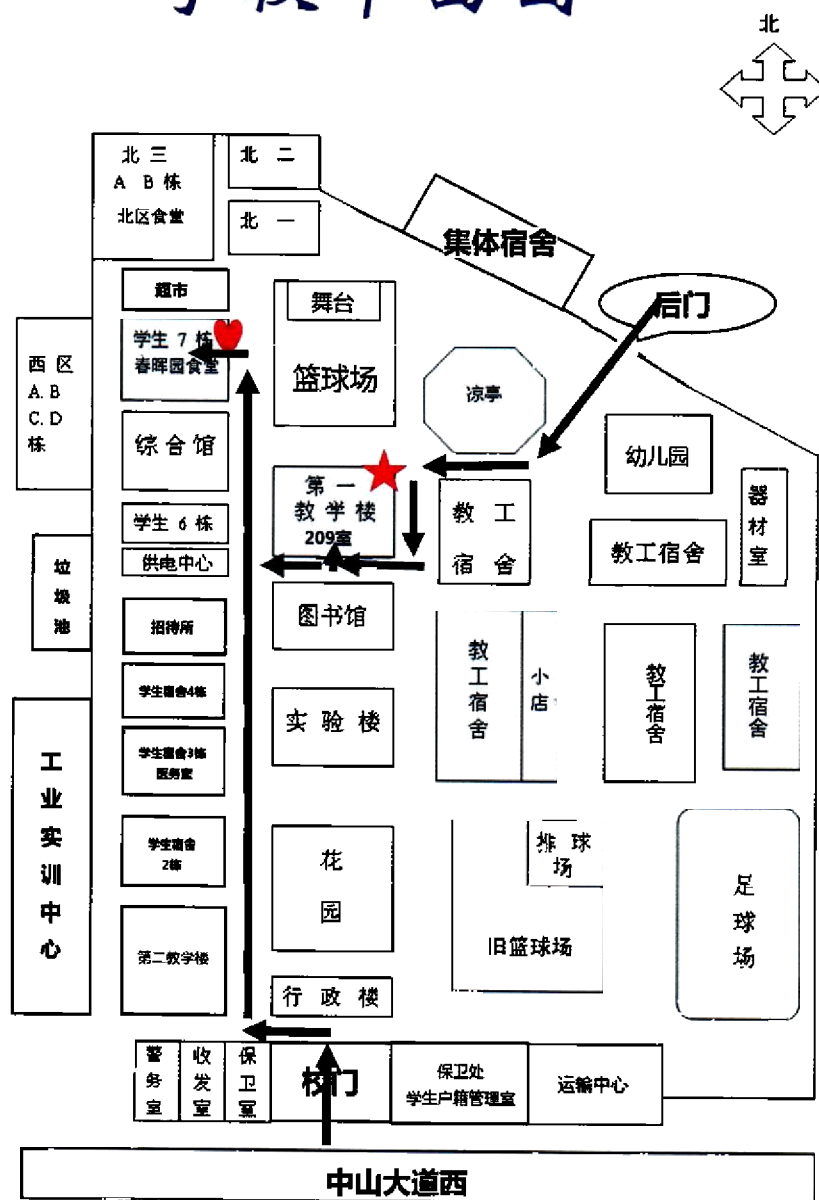 学校平面图
北
北 三
A B 栋
北区食堂
北 二
北 一
集体宿舍
后门
超市
舞台
篮球场
学生 7 栋
春晖园食堂
西 区
A. B
C. D
栋
凉亭
综 合 馆
幼儿园
第 一
教 学 楼
209室
教 工
宿 舍
器
材
室
学生 6 栋
供电中心
教工宿舍
垃
圾
池
图书馆
招待所
教
工
宿
舍
小
店
教
工
宿
舍
教
工
宿
舍
学生宿舍4栋
实 验 楼
学生宿舍3栋
医务室
工
业
实
训
中
心
学生宿舍
2栋
花
园
排 球
场
足
球
场
第二教学楼
旧篮球场
行 政 楼
警
务
室
收
发
室
保
卫
室
校门
保卫处
学生户籍管理室
运输中心
中山大道西